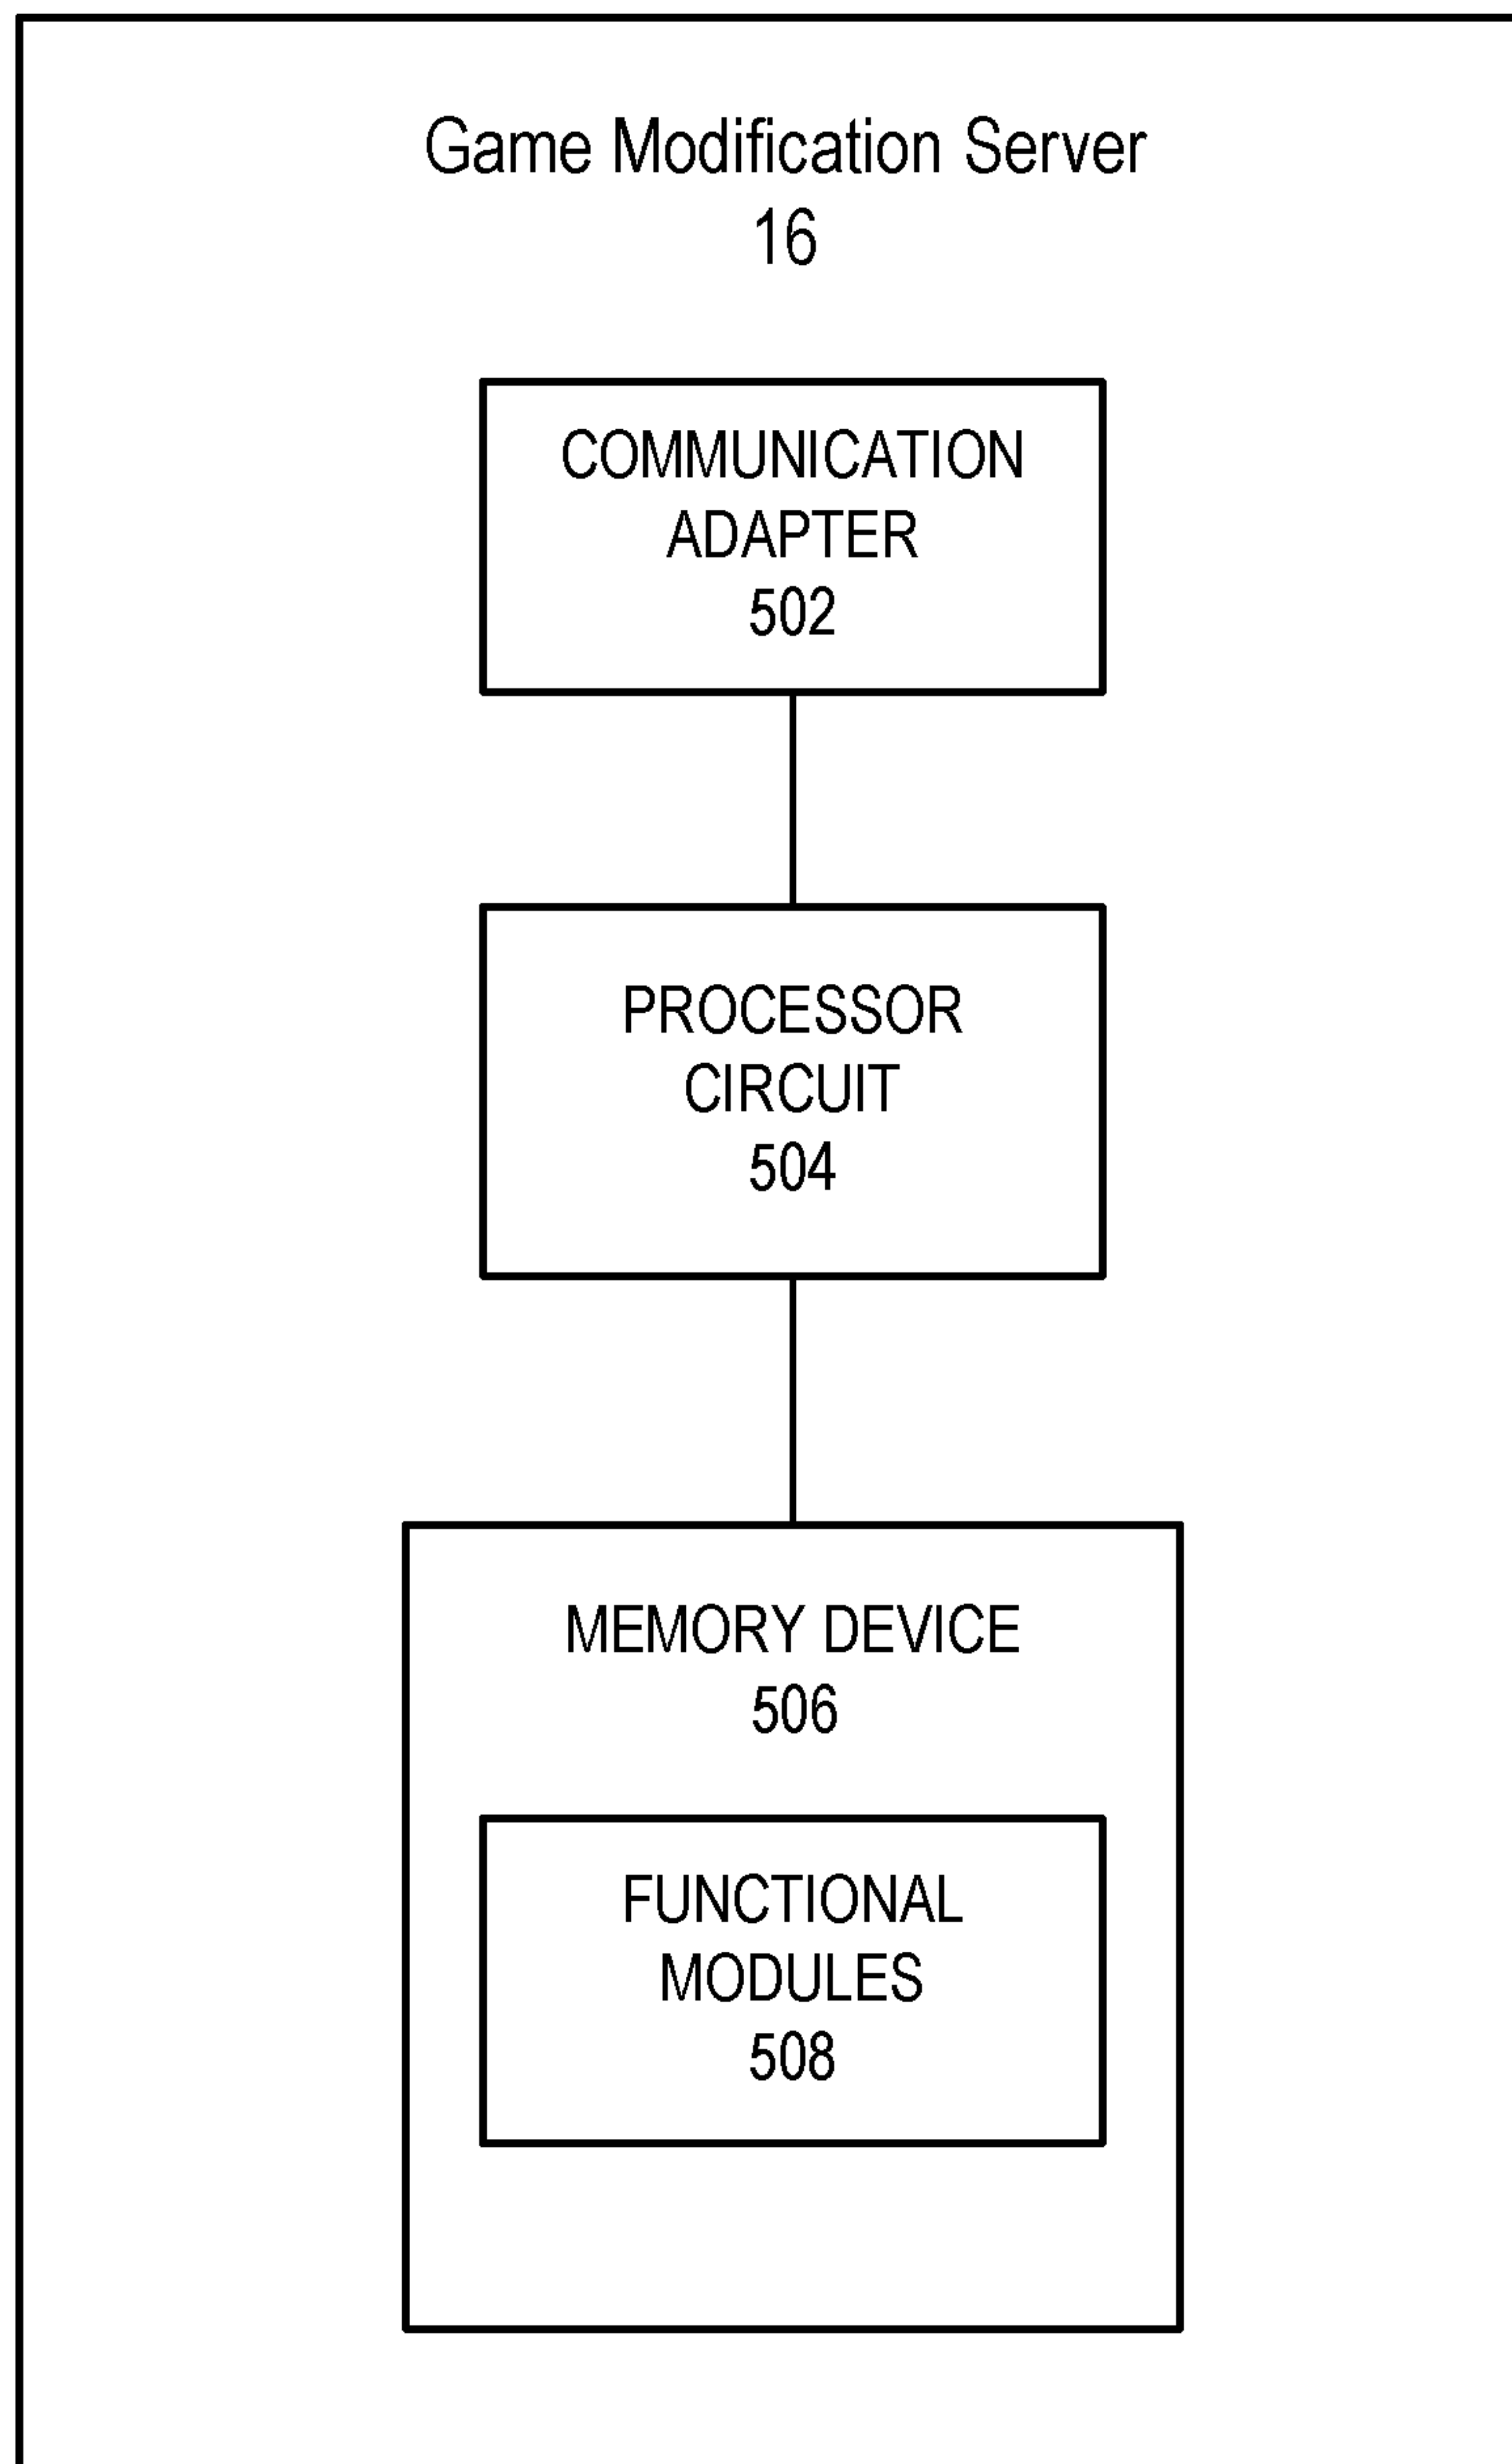 Game Modification Server
16
COMMUNICATION
ADAPTER
502
PROCESSOR
CIRCUIT
504
MEMORY DEVICE
506
FUNCTIONAL
MODULES
508